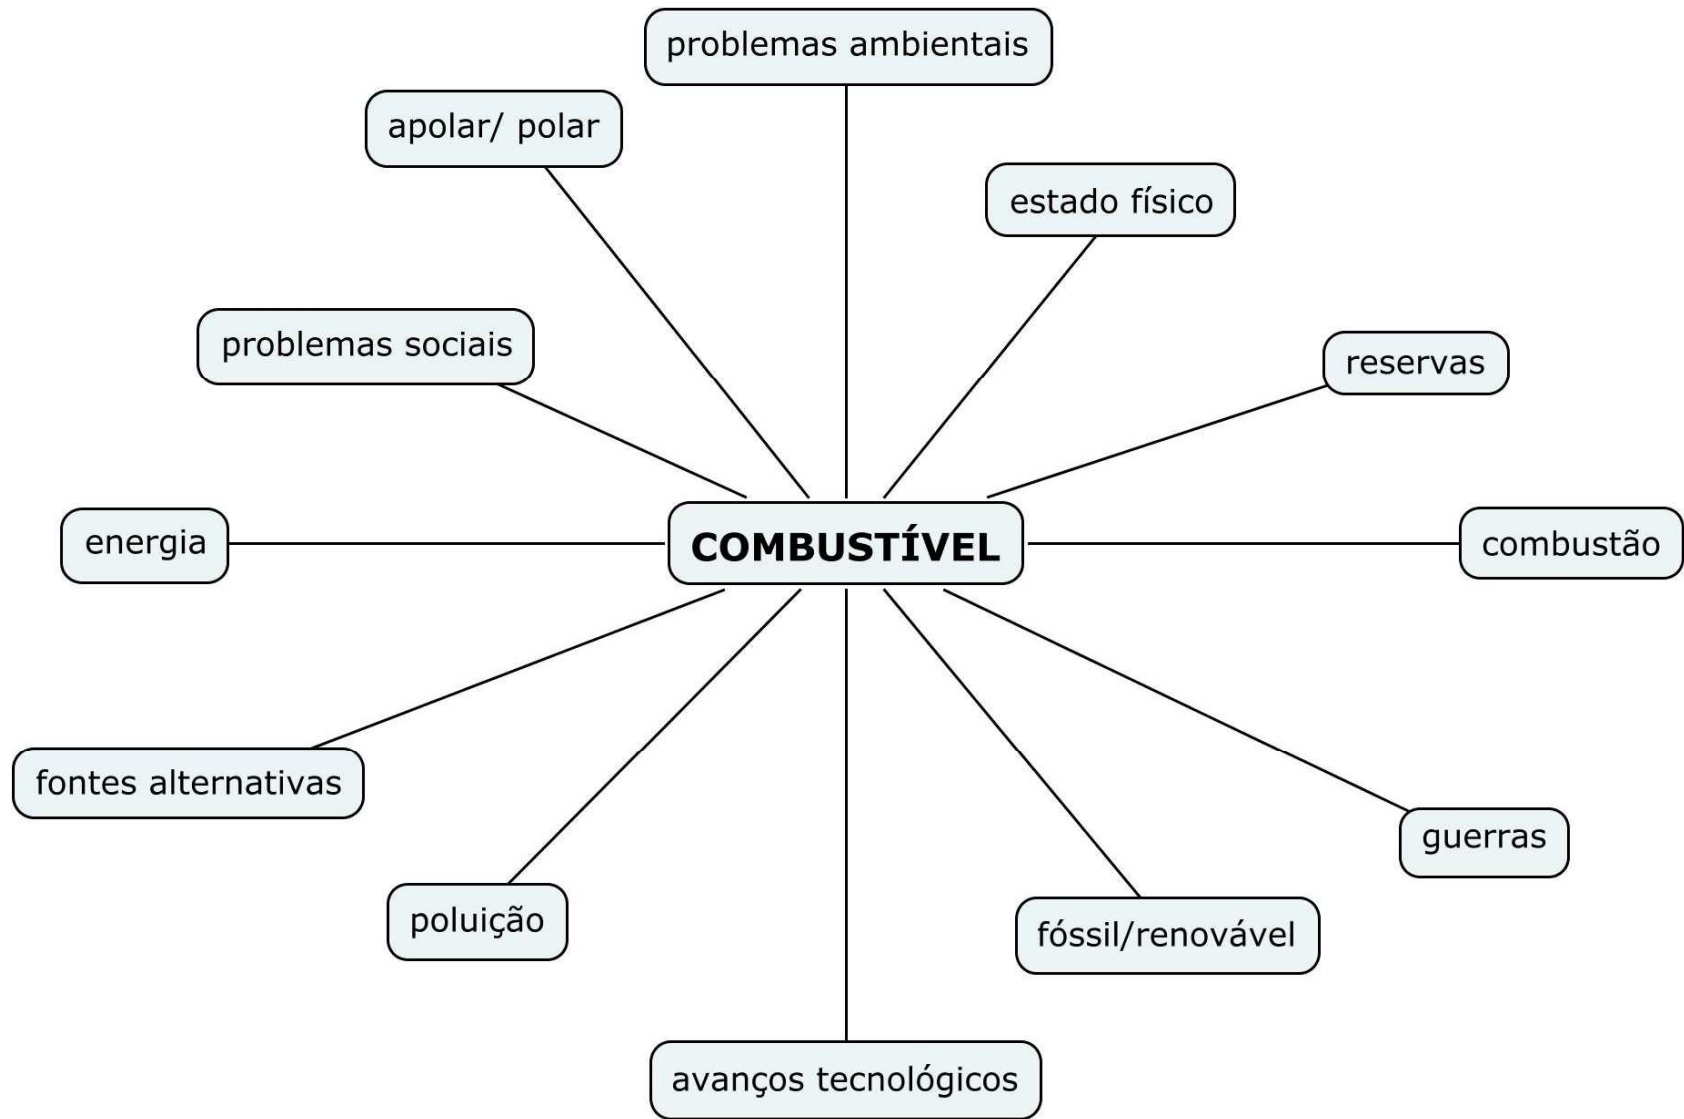 problemas ambientais
apolar/ polar
estado físico
problemas sociais
reservas
energia
COMBUSTÍVEL
combustão
fontes alternativas
guerras
poluição
fóssil/renovável
avanços tecnológicos